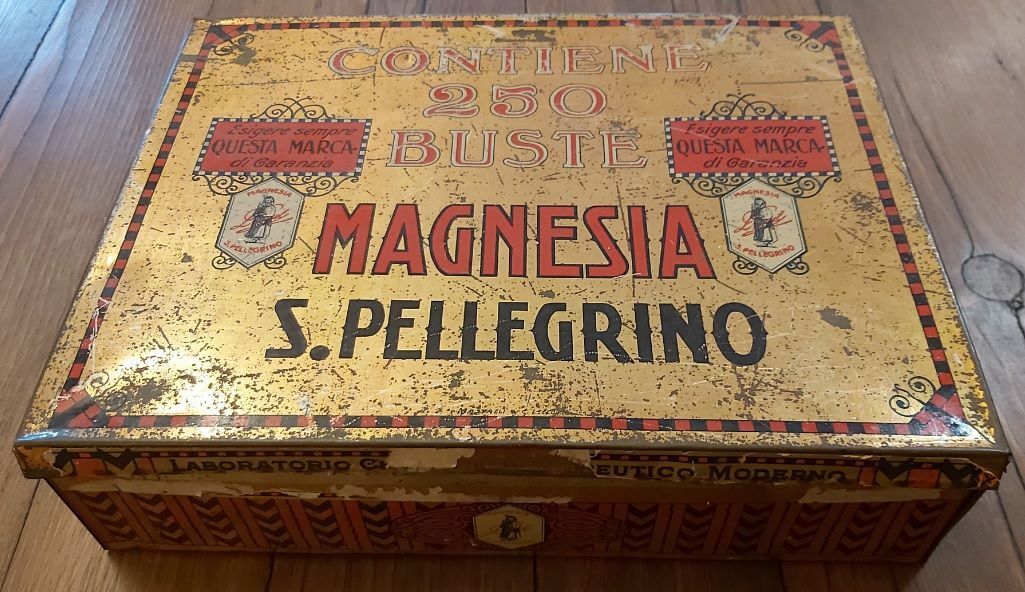 CONTIENE
250
BUSTE
Esigere sempre
QUESTA MARCA
di Garanzia
MAGNESIA
S. PELLEGRINO
Esigere sempre
QUESTA MARCA
di Garanzia
MAGNESIA
S. PELLEGRINO
MAGNESIA
S. PELLEGRINO
LABORATORIO MODERNO